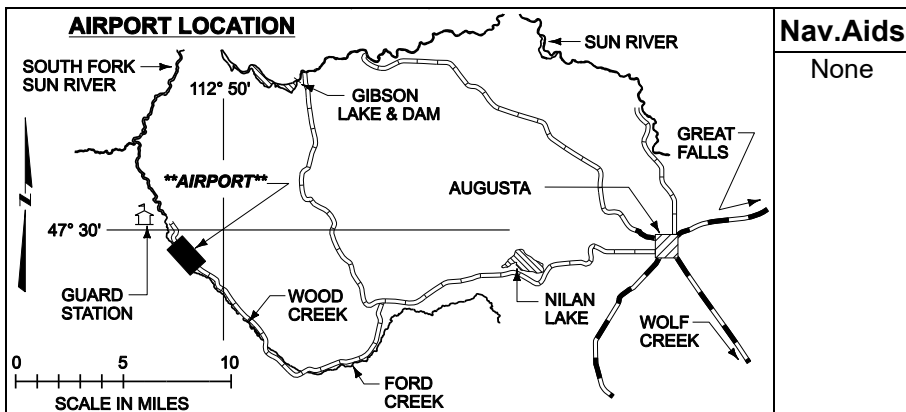 AIRPORT LOCATION
Nav.Aids
None
SOUTH FORK
SUN RIVER
112° 50'
GIBSON
LAKE & DAM
SUN RIVER
GREAT
FALLS
**AIRPORT**
AUGUSTA
N
47° 30'
GUARD
STATION
WOOD
CREEK
NILAN
LAKE
WOLF
CREEK
FORD
CREEK
0 5 10
SCALE IN MILES